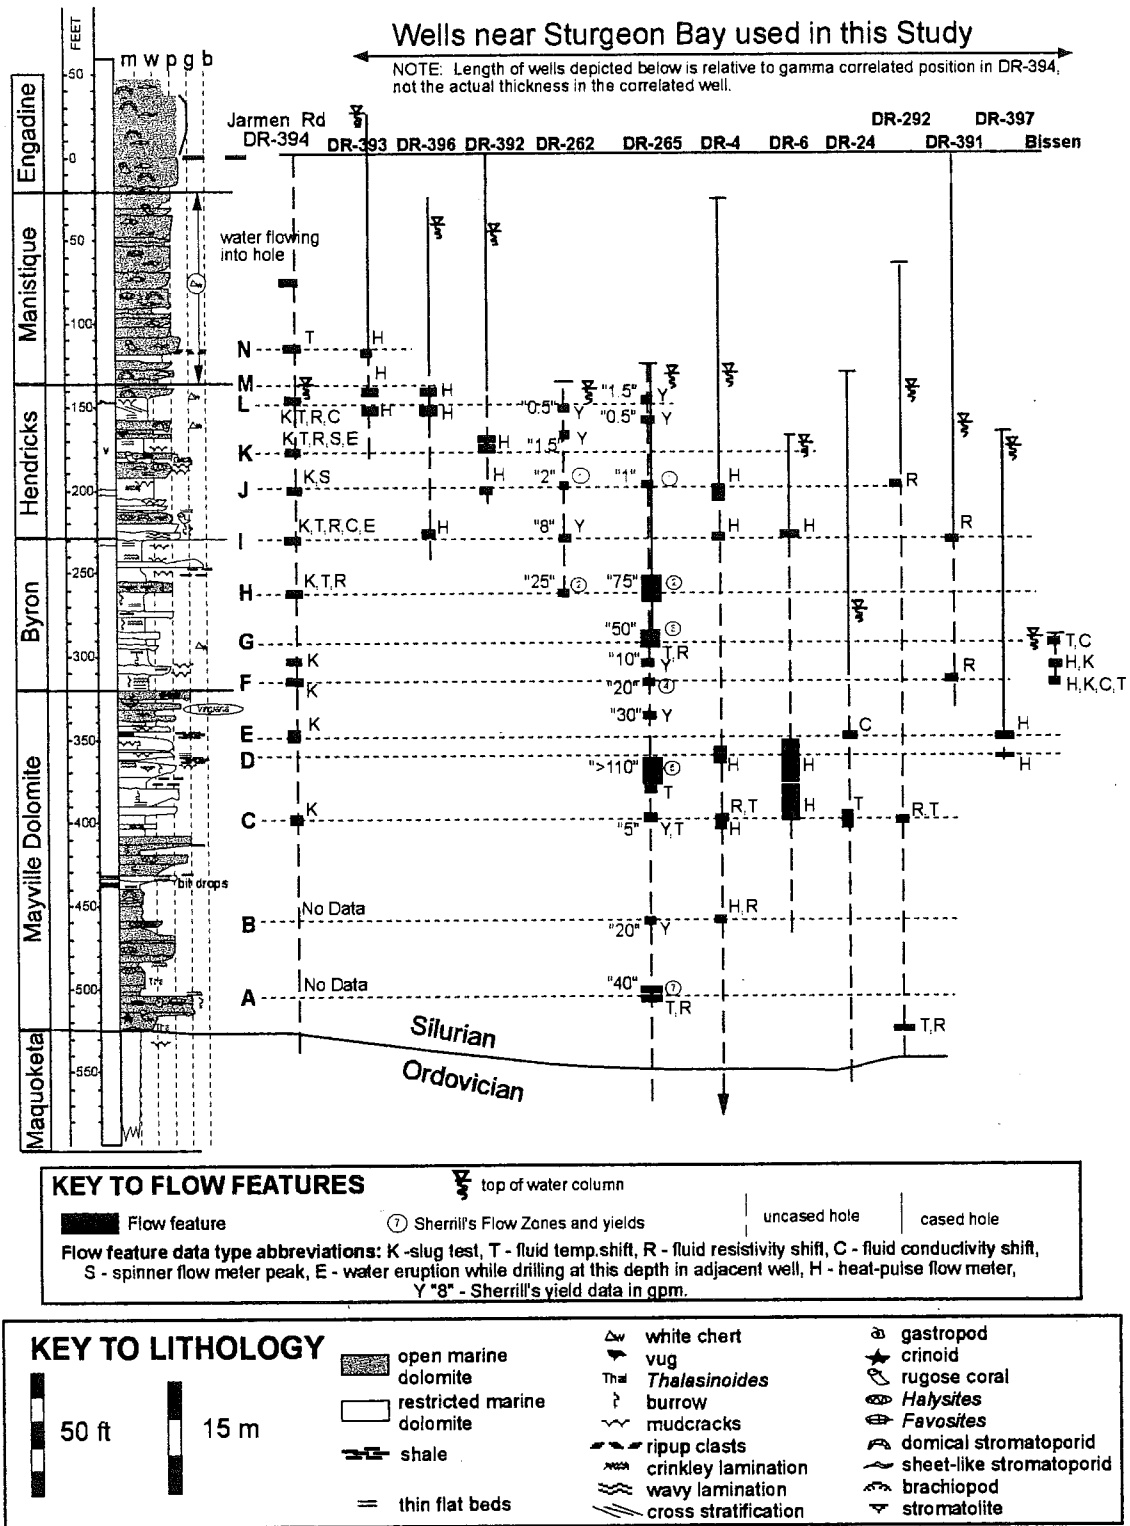 Wells near Sturgeon Bay used in this Study
NOTE: Length of wells depicted below is relative to gamma correlated position in DR-394,
not the actual thickness in the correlated well.
FEET
m w p g b
Jarmen Rd
DR-394
DR-393
DR-396
DR-392
DR-262
DR-265
DR-4
DR-6
DR-24
DR-292
DR-391
DR-397
Bissen
Engadine
Manistique
Hendricks
Byron
Mayville Dolomite
Maquoketa
50
0
50
100
150
200
250
300
350
400
450
500
550
water flowing
into hole
N
T
H
M
H
H
L
K,T,R,C
H
H
"0.5"
Y
"1.5"
Y
"0.5"
Y
K,T,R,S,E
K
H
"1.5"
Y
J
K,S
H
"2"
"1"
H
R
I
K,T,R,C,E
H
"8"
Y
H
H
R
H
K,T,R
"25"
2
"75"
G
"50"
T,R
T,C
K
"10"
Y
H,K
F
K
"20"
4
R
H,K,C,T
Virgiana
"30"
Y
E
K
C
H
D
">110"
H
H
H
T
C
K
"5"
Y,T
R,T
H
H
T
R,T
bit drops
B
No Data
"20"
Y
H,R
A
No Data
"40"
7
T,R
T,R
Thal
Silurian
Ordovician
KEY TO FLOW FEATURES
top of water column
Flow feature
7 Sherrill's Flow Zones and yields
uncased hole
cased hole
Flow feature data type abbreviations: K -slug test, T - fluid temp.shift, R - fluid resistivity shift, C - fluid conductivity shift,
S - spinner flow meter peak, E - water eruption while drilling at this depth in adjacent well, H - heat-pulse flow meter,
Y "8" - Sherrill's yield data in gpm.
KEY TO LITHOLOGY
50 ft
15 m
open marine
dolomite
restricted marine
dolomite
shale
thin flat beds
white chert
vug
Thal Thalasinoides
burrow
mudcracks
ripup clasts
crinkley lamination
wavy lamination
cross stratification
gastropod
crinoid
rugose coral
Halysites
Favosites
domical stromatoporid
sheet-like stromatoporid
brachiopod
stromatolite